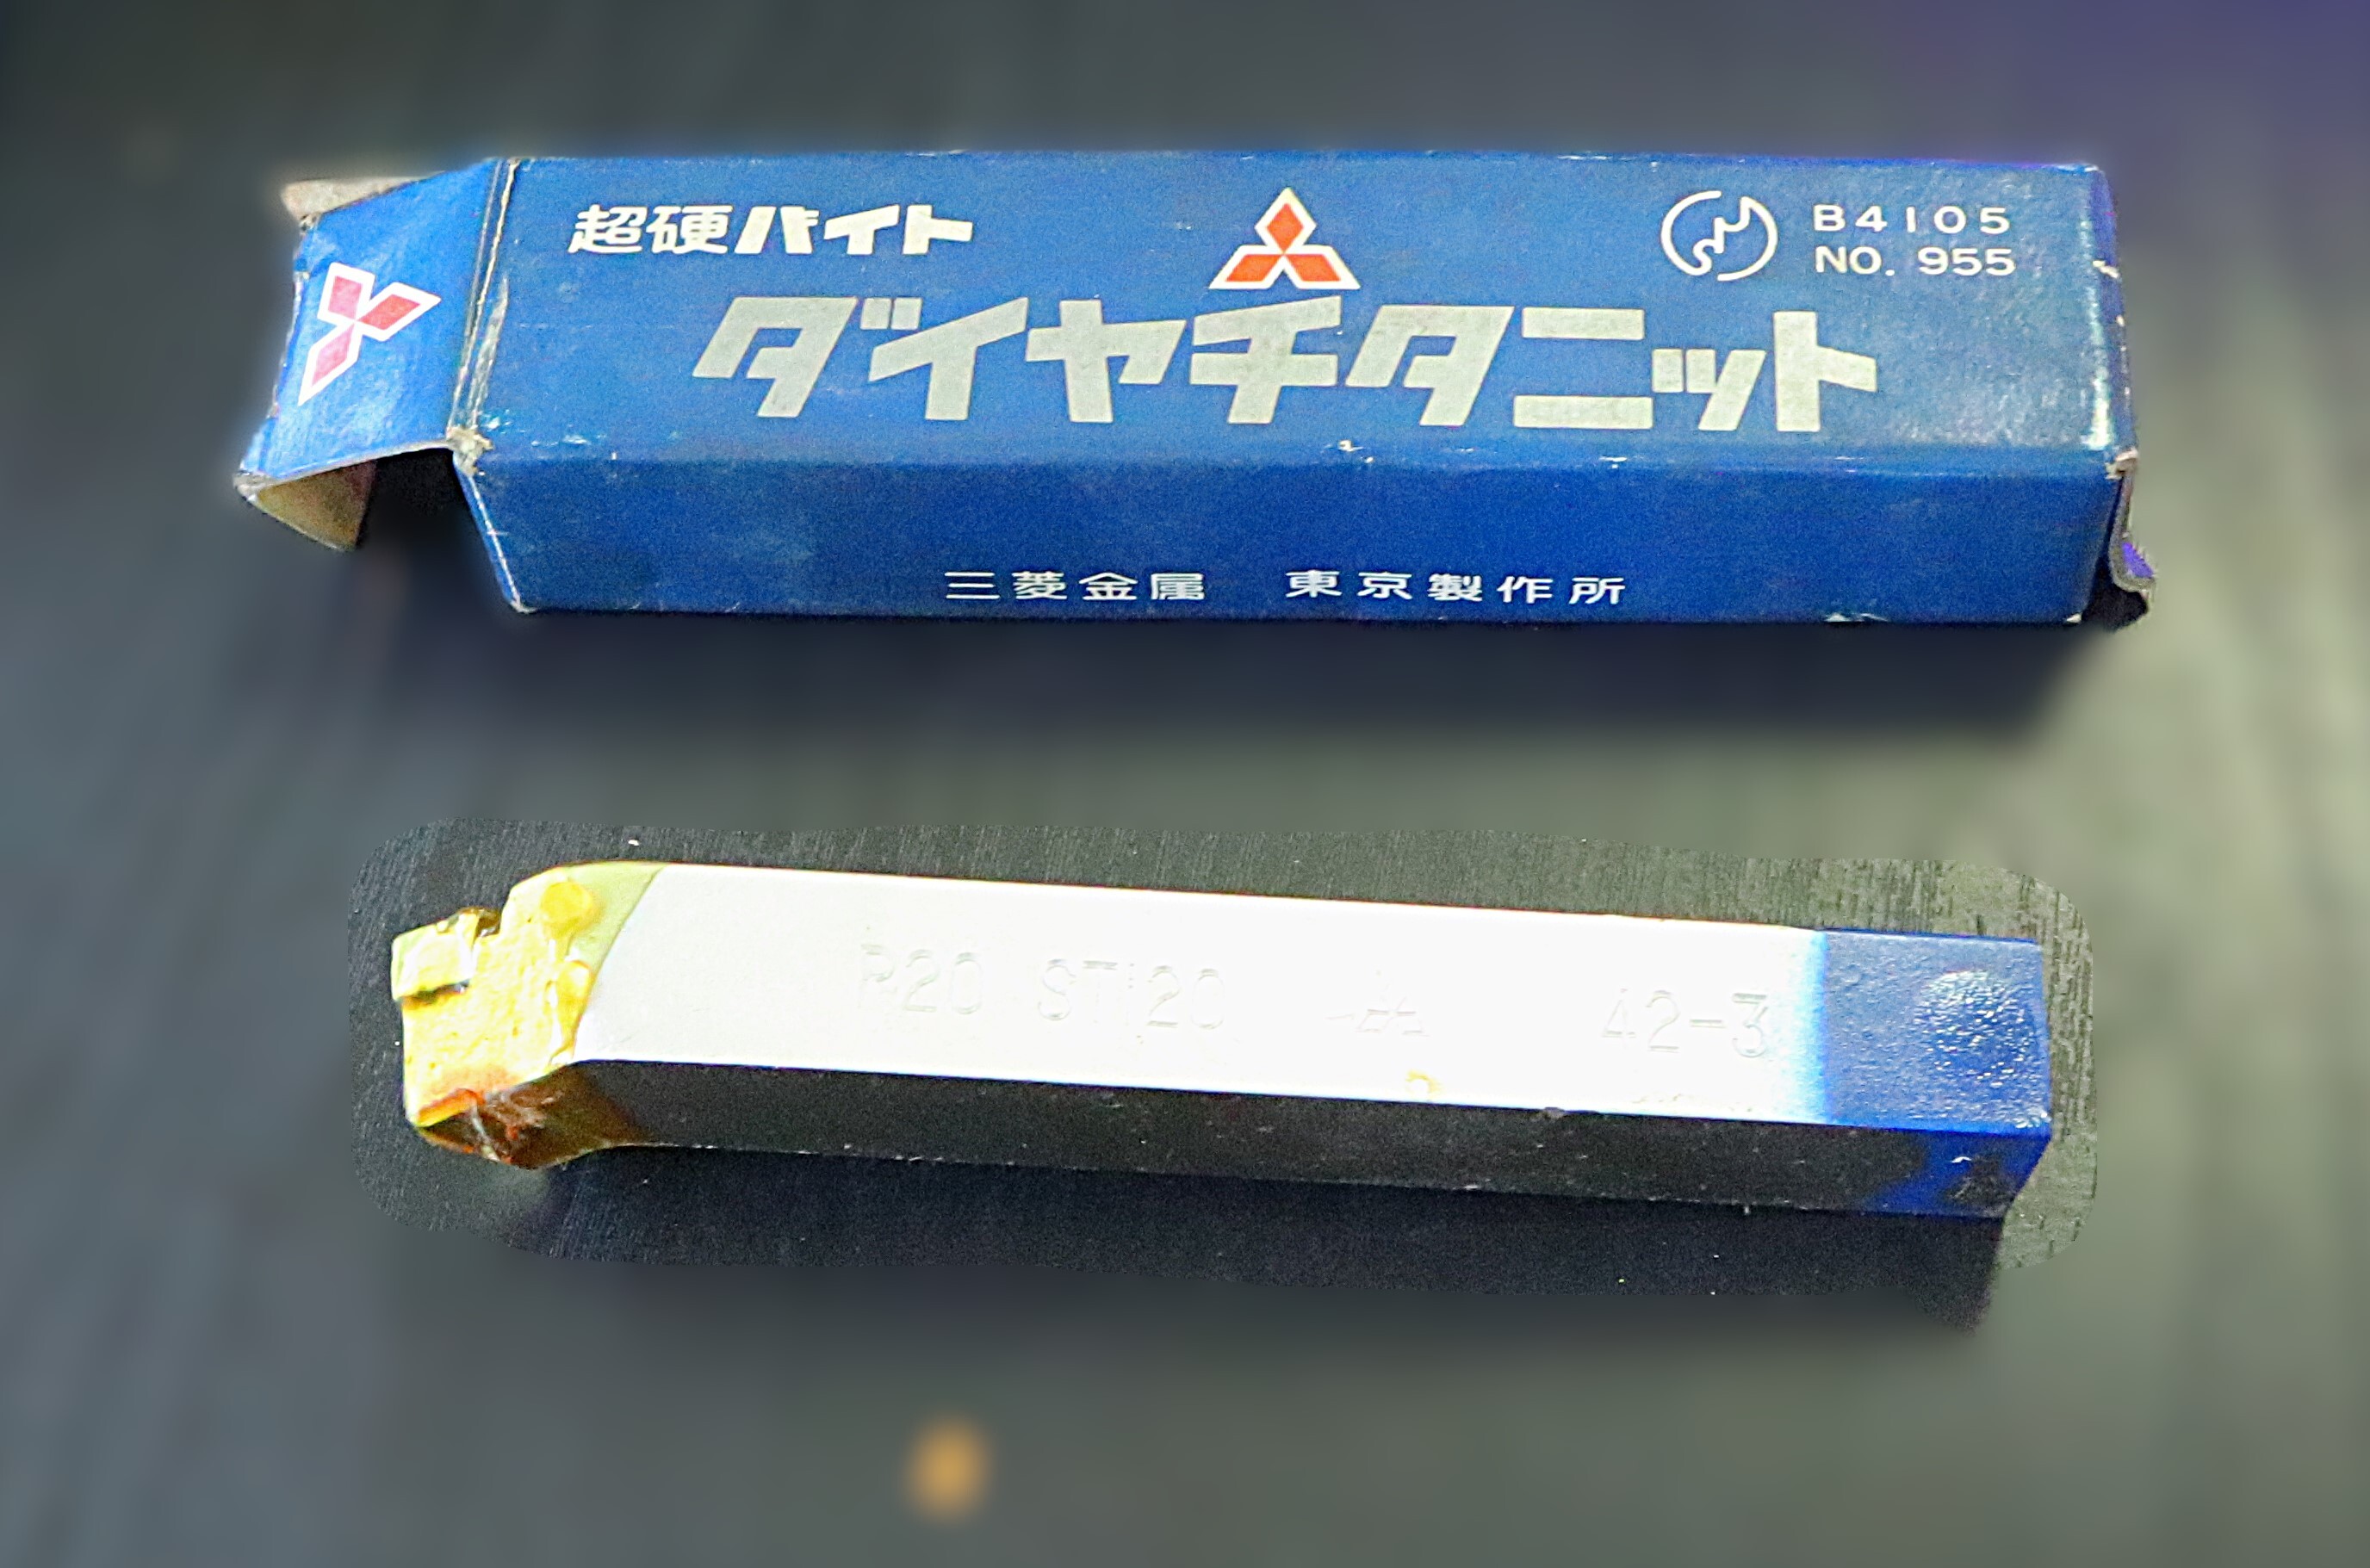 超硬バイト
B4105
NO. 955
ダイヤチタニット
三菱金属 東京製作所
P20 STi20
42-3